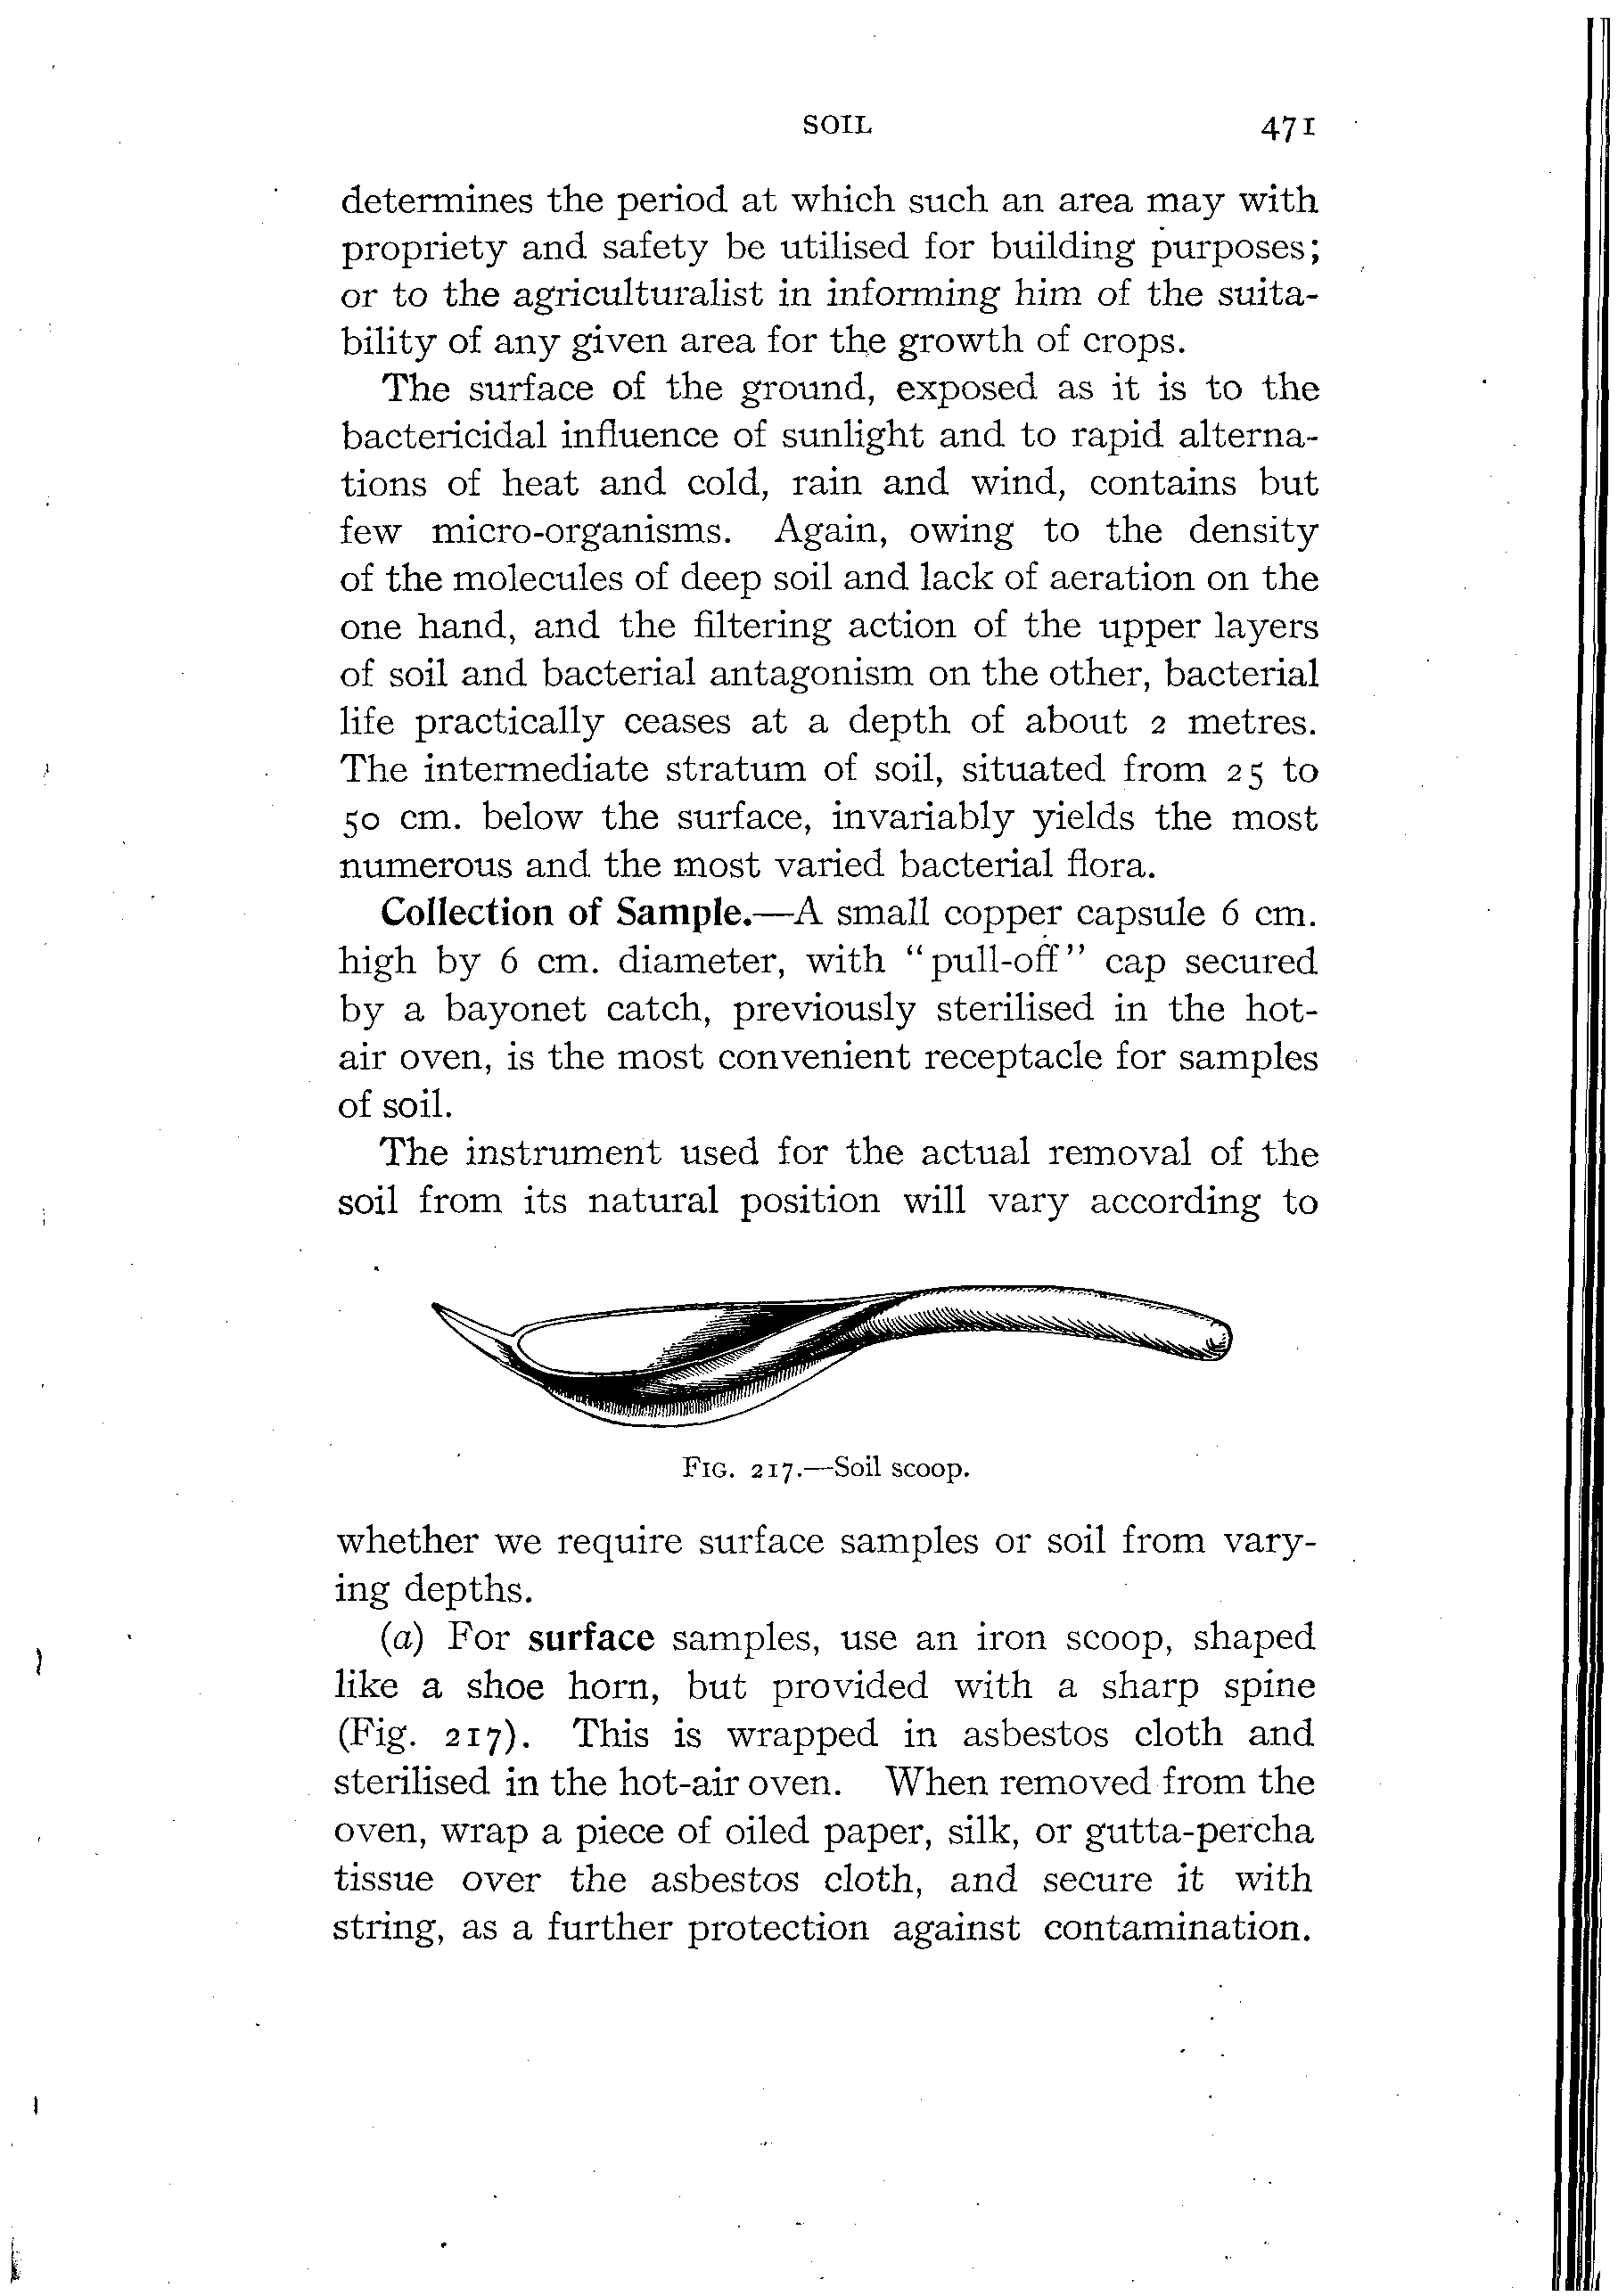 SOIL 471
determines the period at which such an area may with
propriety and safety be utilised for building purposes;
or to the agriculturalist in informing him of the suita-
bility of any given area for the growth of crops.
The surface of the ground, exposed as it is to the
bactericidal influence of sunlight and to rapid alterna-
tions of heat and cold, rain and wind, contains but
few micro-organisms. Again, owing to the density
of the molecules of deep soil and lack of aeration on the
one hand, and the filtering action of the upper layers
of soil and bacterial antagonism on the other, bacterial
life practically ceases at a depth of about 2 metres.
The intermediate stratum of soil, situated from 25 to
50 cm. below the surface, invariably yields the most
numerous and the most varied bacterial flora.
Collection of Sample.—A small copper capsule 6 cm.
high by 6 cm. diameter, with "pull-off" cap secured
by a bayonet catch, previously sterilised in the hot-
air oven, is the most convenient receptacle for samples
of soil.
The instrument used for the actual removal of the
soil from its natural position will vary according to
FIG. 217.—Soil scoop.
whether we require surface samples or soil from vary-
ing depths.
(a) For surface samples, use an iron scoop, shaped
like a shoe horn, but provided with a sharp spine
(Fig. 217). This is wrapped in asbestos cloth and
sterilised in the hot-air oven. When removed from the
oven, wrap a piece of oiled paper, silk, or gutta-percha
tissue over the asbestos cloth, and secure it with
string, as a further protection against contamination.